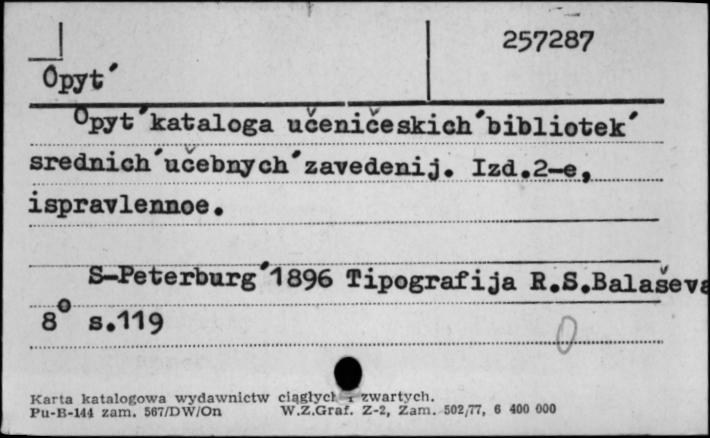 257287
Opyt´
Opyt´kataloga učeničeskich´bibliotek´
srednich´učebnych´zavedenij. Izd.2-e,
ispravlennoe.
S-Peterburg´1896 Tipografija R.S.Balaševa
8° s.119
0
Karta katalogowa wydawnictw ciągłych i zwartych.
Pu-B-144 zam. 567/DW/On W.Z.Graf. Z-2, Zam. 502/77, 6 400 000